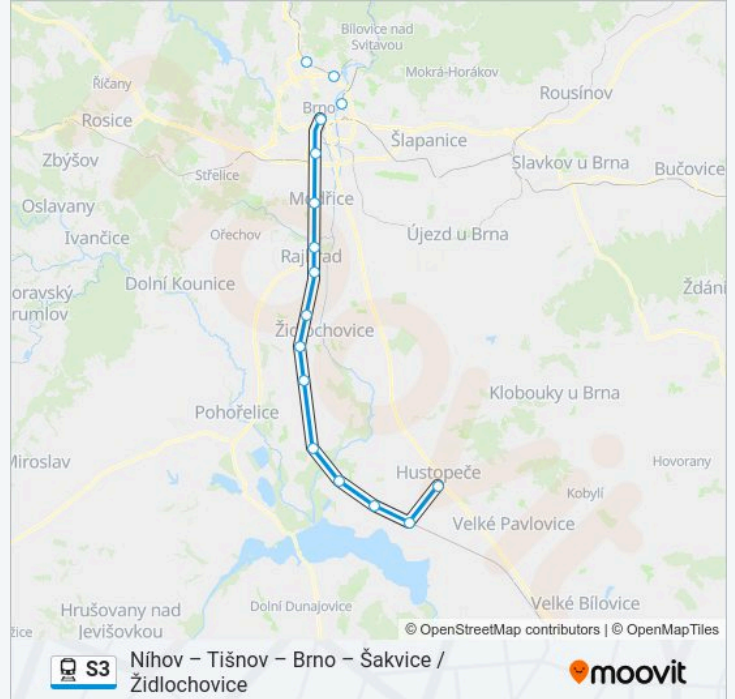 Bílovice nad
Svitavou
Říčany
Mokrá-Horákov
Rousínov
Rosice
Brno
Šlapanice
Zbýšov
Střelice
Slavkov u Brna
Bučovice
Oslavany
Modřice
Ivančice
Ořechov
Újezd u Brna
Rajhrad
Dolní Kounice
oravský
rumlov
Ždáni
Židlochovice
Klobouky u Brna
Pohořelice
Miroslav
Hustopeče
Hovorany
Kobylí
Velké Pavlovice
Hrušovany nad
Jevišovkou
Dolní Dunajovice
Velké Bílovice
žice
© OpenStreetMap contributors | © OpenMapTiles
S3
Níhov – Tišnov – Brno – Šakvice /
Židlochovice
moovit